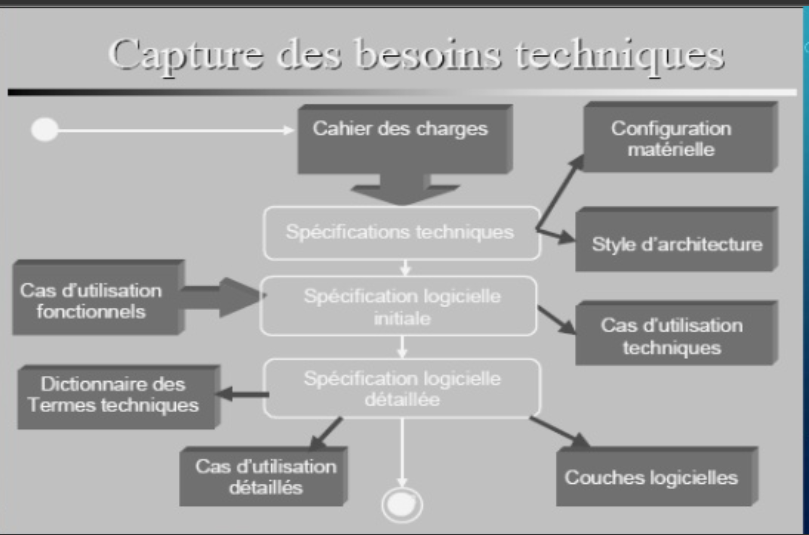 Capture des besoins techniques
Cahier des charges
Configuration
matérielle
Spécifications techniques
Style d'architecture
Cas d'utilisation
fonctionnels
Spécification logicielle
initiale
Cas d'utilisation
techniques
Dictionnaire des
Termes techniques
Spécification logicielle
détaillée
Cas d'utilisation
détaillés
Couches logicielles